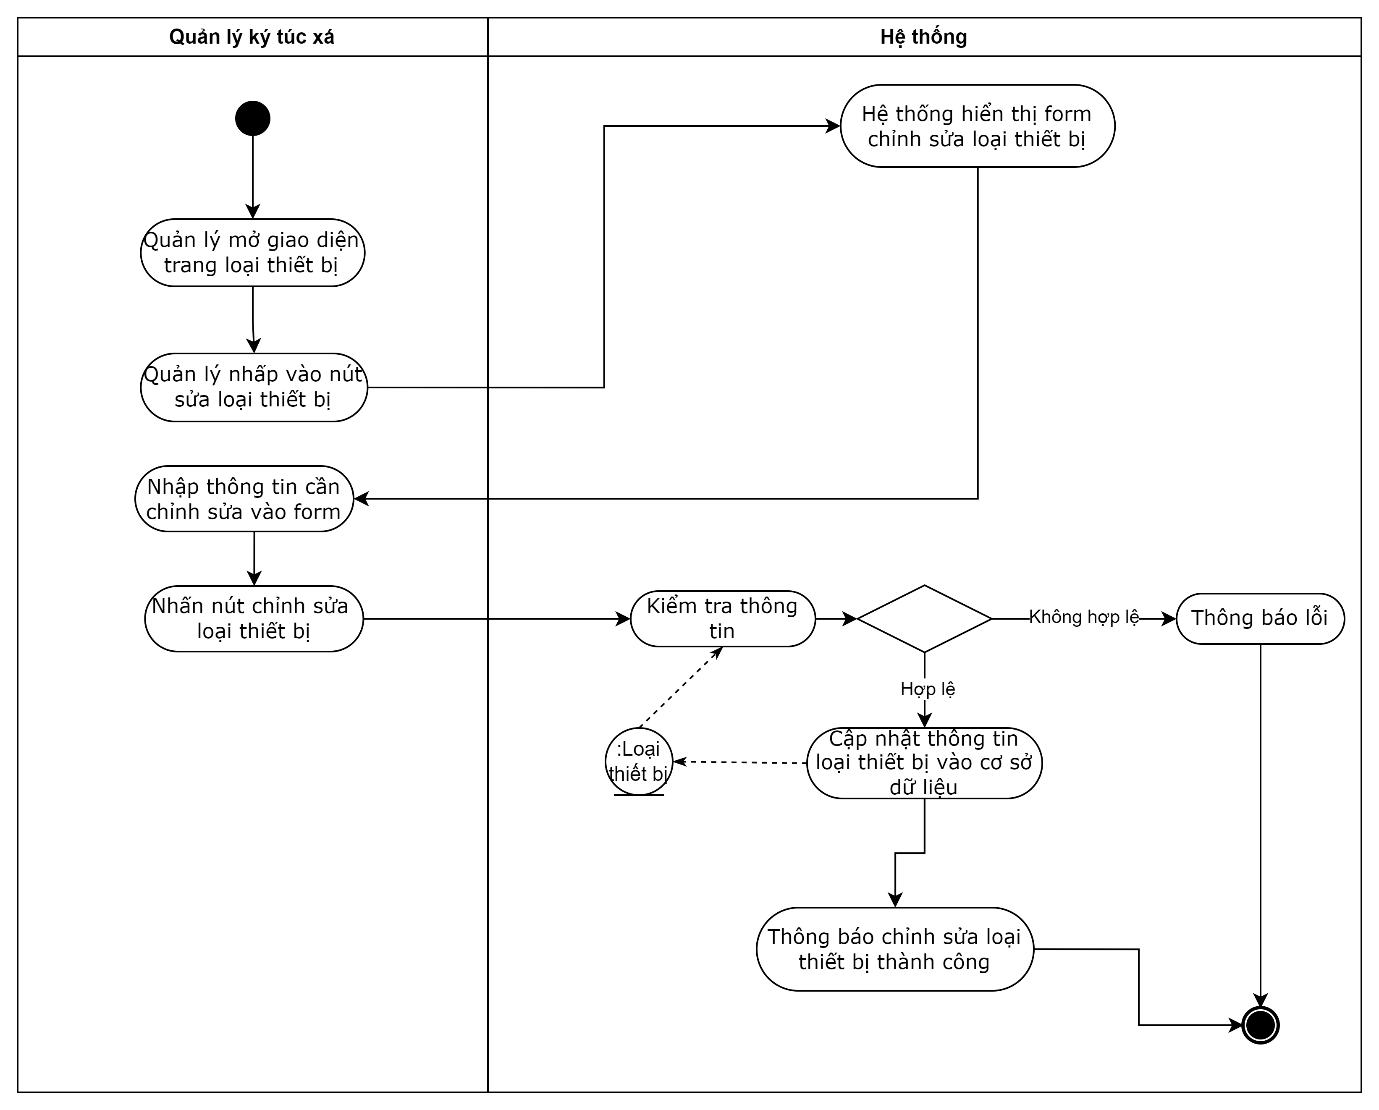 Quản lý ký túc xá
Hệ thống
Hệ thống hiển thị form
chỉnh sửa loại thiết bị
Quản lý mở giao diện
trang loại thiết bị
Quản lý nhấp vào nút
sửa loại thiết bị
Nhập thông tin cần
chỉnh sửa vào form
Nhấn nút chỉnh sửa
loại thiết bị
Kiểm tra thông
tin
Không hợp lệ
Thông báo lỗi
Hợp lệ
:Loại
thiết bị
Cập nhật thông tin
loại thiết bị vào cơ sở
dữ liệu
Thông báo chỉnh sửa loại
thiết bị thành công